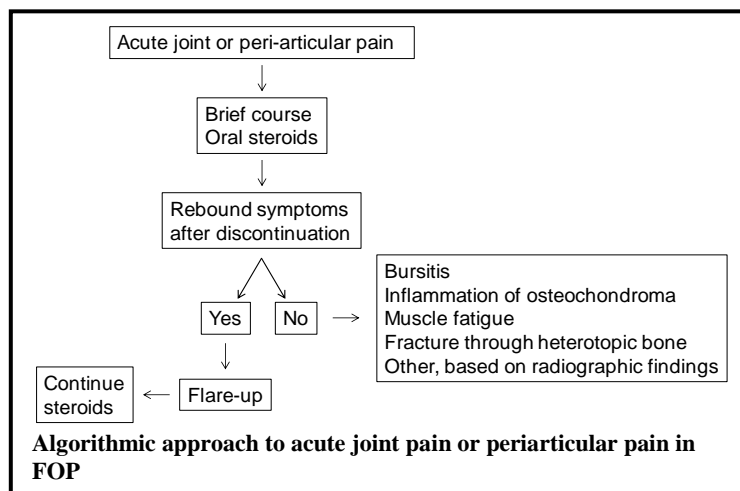 Acute joint or peri-articular pain
Brief course
Oral steroids
Rebound symptoms
after discontinuation
Yes
No
Bursitis
Inflammation of osteochondroma
Muscle fatigue
Fracture through heterotopic bone
Other, based on radiographic findings
Continue
steroids
Flare-up
Algorithmic approach to acute joint pain or periarticular pain in
FOP